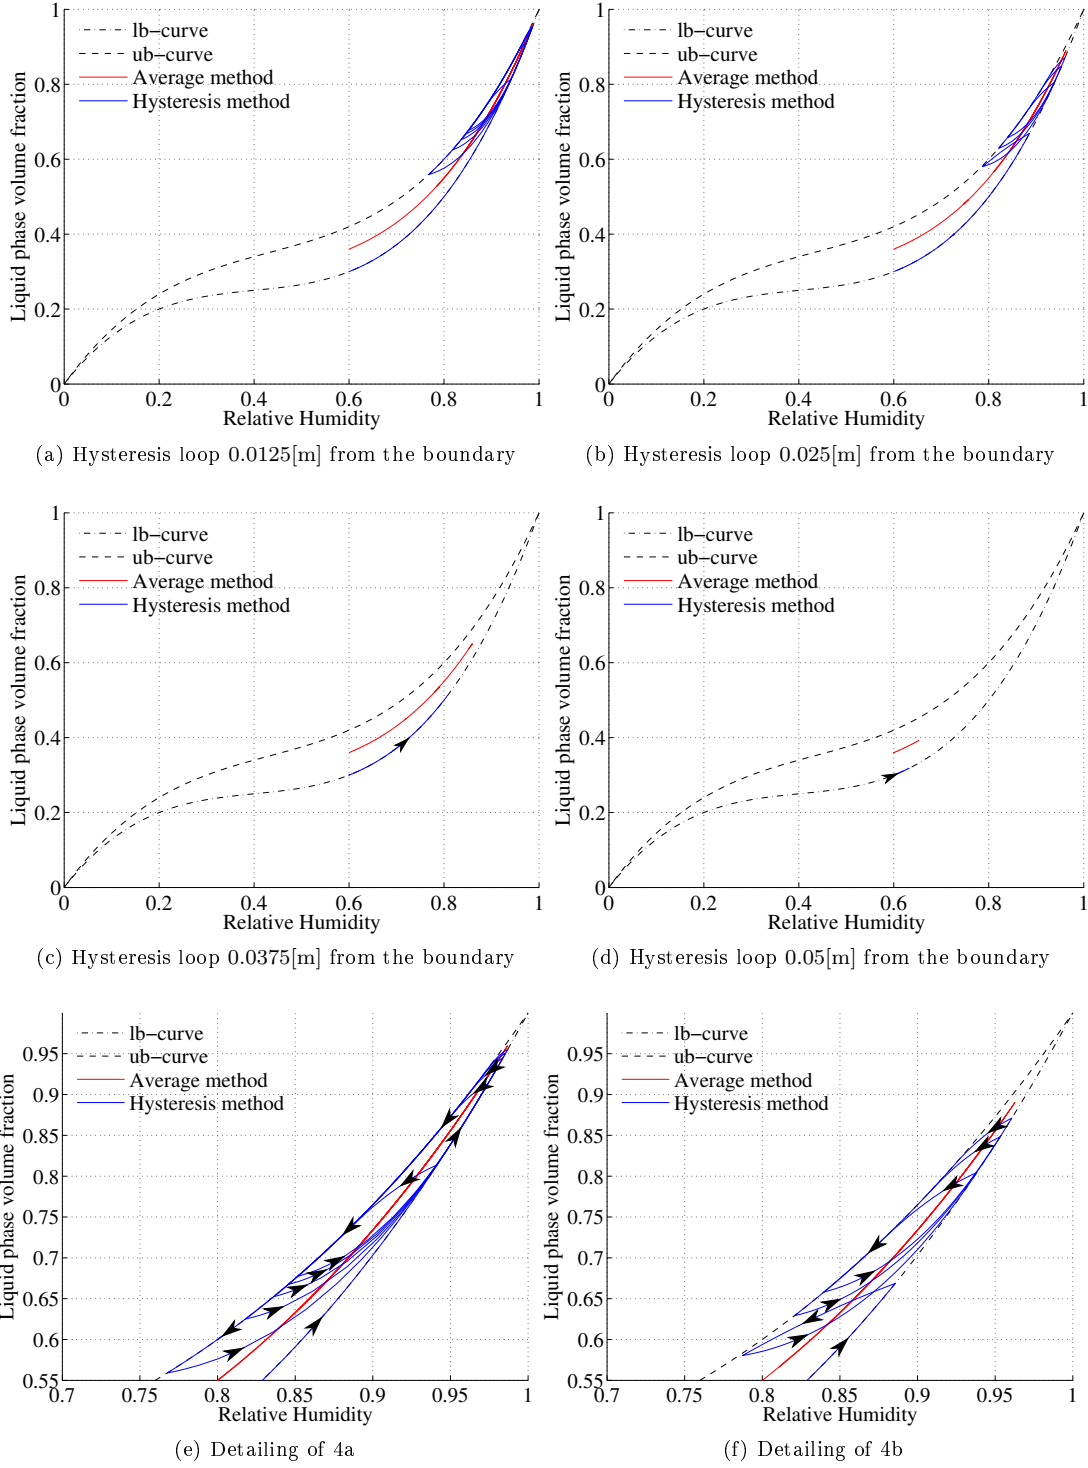 1
0.8
0.6
0.4
0.2
0
0 0.2 0.4 0.6 0.8 1
Relative Humidity
Liquid phase volume fraction
lb−curve
ub−curve
Average method
Hysteresis method
(a) Hysteresis loop 0.0125[m] from the boundary
1
0.8
0.6
0.4
0.2
0
0 0.2 0.4 0.6 0.8 1
Relative Humidity
Liquid phase volume fraction
lb−curve
ub−curve
Average method
Hysteresis method
(b) Hysteresis loop 0.025[m] from the boundary
1
0.8
0.6
0.4
0.2
0
0 0.2 0.4 0.6 0.8 1
Relative Humidity
Liquid phase volume fraction
lb−curve
ub−curve
Average method
Hysteresis method
(c) Hysteresis loop 0.0375[m] from the boundary
1
0.8
0.6
0.4
0.2
0
0 0.2 0.4 0.6 0.8 1
Relative Humidity
Liquid phase volume fraction
lb−curve
ub−curve
Average method
Hysteresis method
(d) Hysteresis loop 0.05[m] from the boundary
0.95
0.9
0.85
0.8
0.75
0.7
0.65
0.6
0.55
0.7 0.75 0.8 0.85 0.9 0.95 1
Relative Humidity
Liquid phase volume fraction
lb−curve
ub−curve
Average method
Hysteresis method
(e) Detailing of 4a
0.95
0.9
0.85
0.8
0.75
0.7
0.65
0.6
0.55
0.7 0.75 0.8 0.85 0.9 0.95 1
Relative Humidity
Liquid phase volume fraction
lb−curve
ub−curve
Average method
Hysteresis method
(f) Detailing of 4b